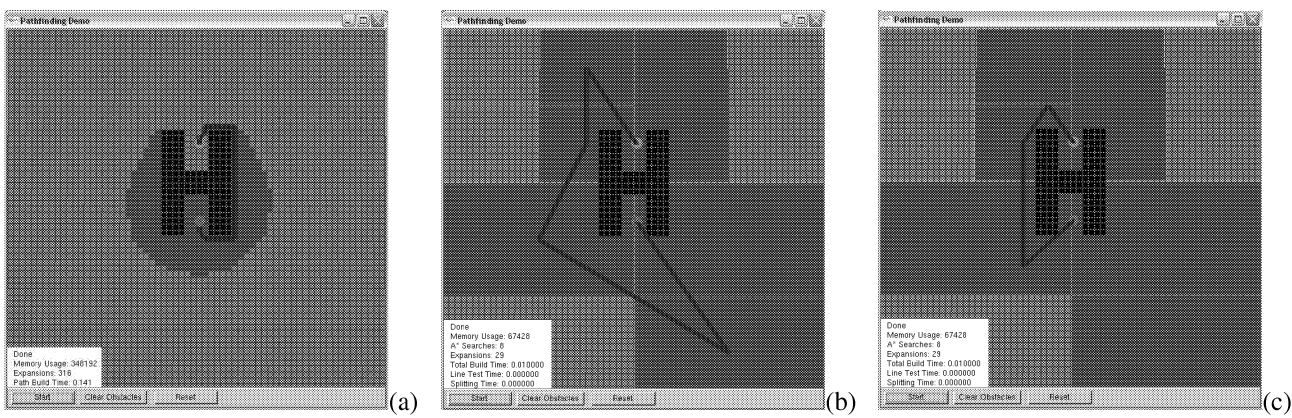 Pathfinding Demo
Done
Memory Usage: 348192
Expansions: 316
Path Build Time: 0.141
Start Clear Obstacles Reset
(a)
Pathfinding Demo
Done
Memory Usage: 67428
A* Searches: 8
Expansions: 29
Total Build Time: 0.010000
Line Test Time: 0.000000
Splitting Time: 0.000000
Start Clear Obstacles Reset
(b)
Pathfinding Demo
Done
Memory Usage: 67428
A* Searches: 8
Expansions: 29
Total Build Time: 0.010000
Line Test Time: 0.000000
Splitting Time: 0.000000
Start Clear Obstacles Reset
(c)